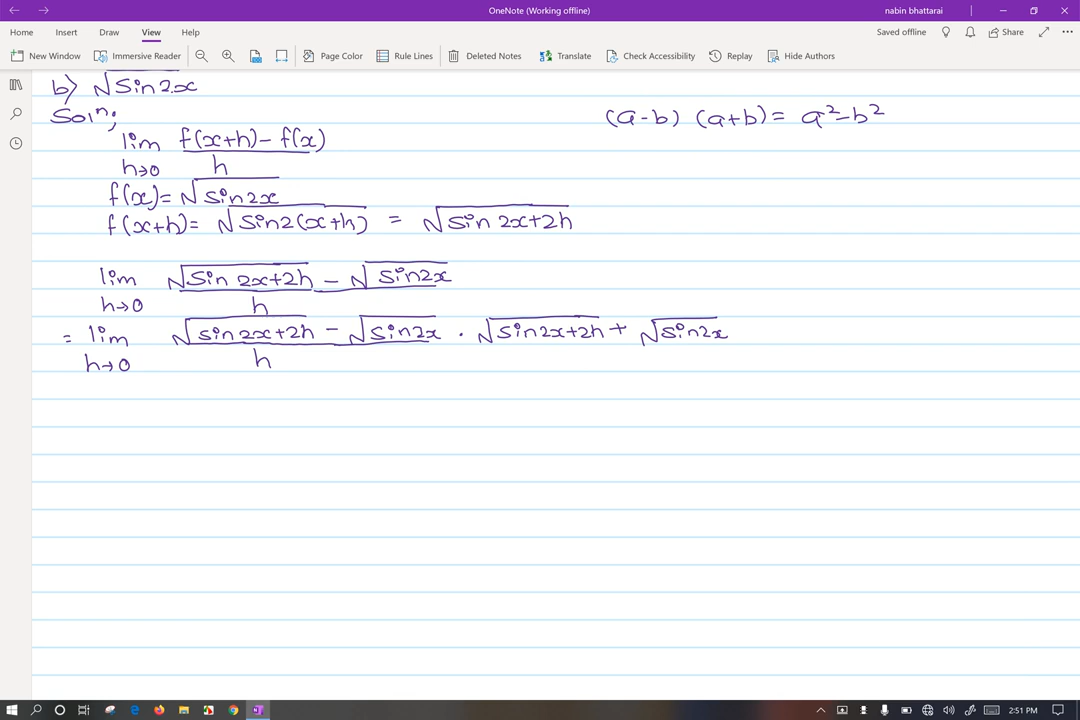 OneNote (Working offline)
nabin bhattarai
Home Insert Draw View Help
Saved offline
Share
New Window Immersive Reader Page Color Rule Lines Deleted Notes Translate Check Accessibility Replay Hide Authors
b) √sin2x
Soln;
(a-b) (a+b) = a²-b²
lim f(x+h)-f(x)
h→0 h
f(x)= √sin2x
f(x+h)= √sin2(x+h) = √sin 2x+2h
lim √sin 2x+2h - √sin2x
h→0 h
= lim √sin2x+2h - √sin2x . √sin2x+2h + √sin2x
h→0 h
2:51 PM